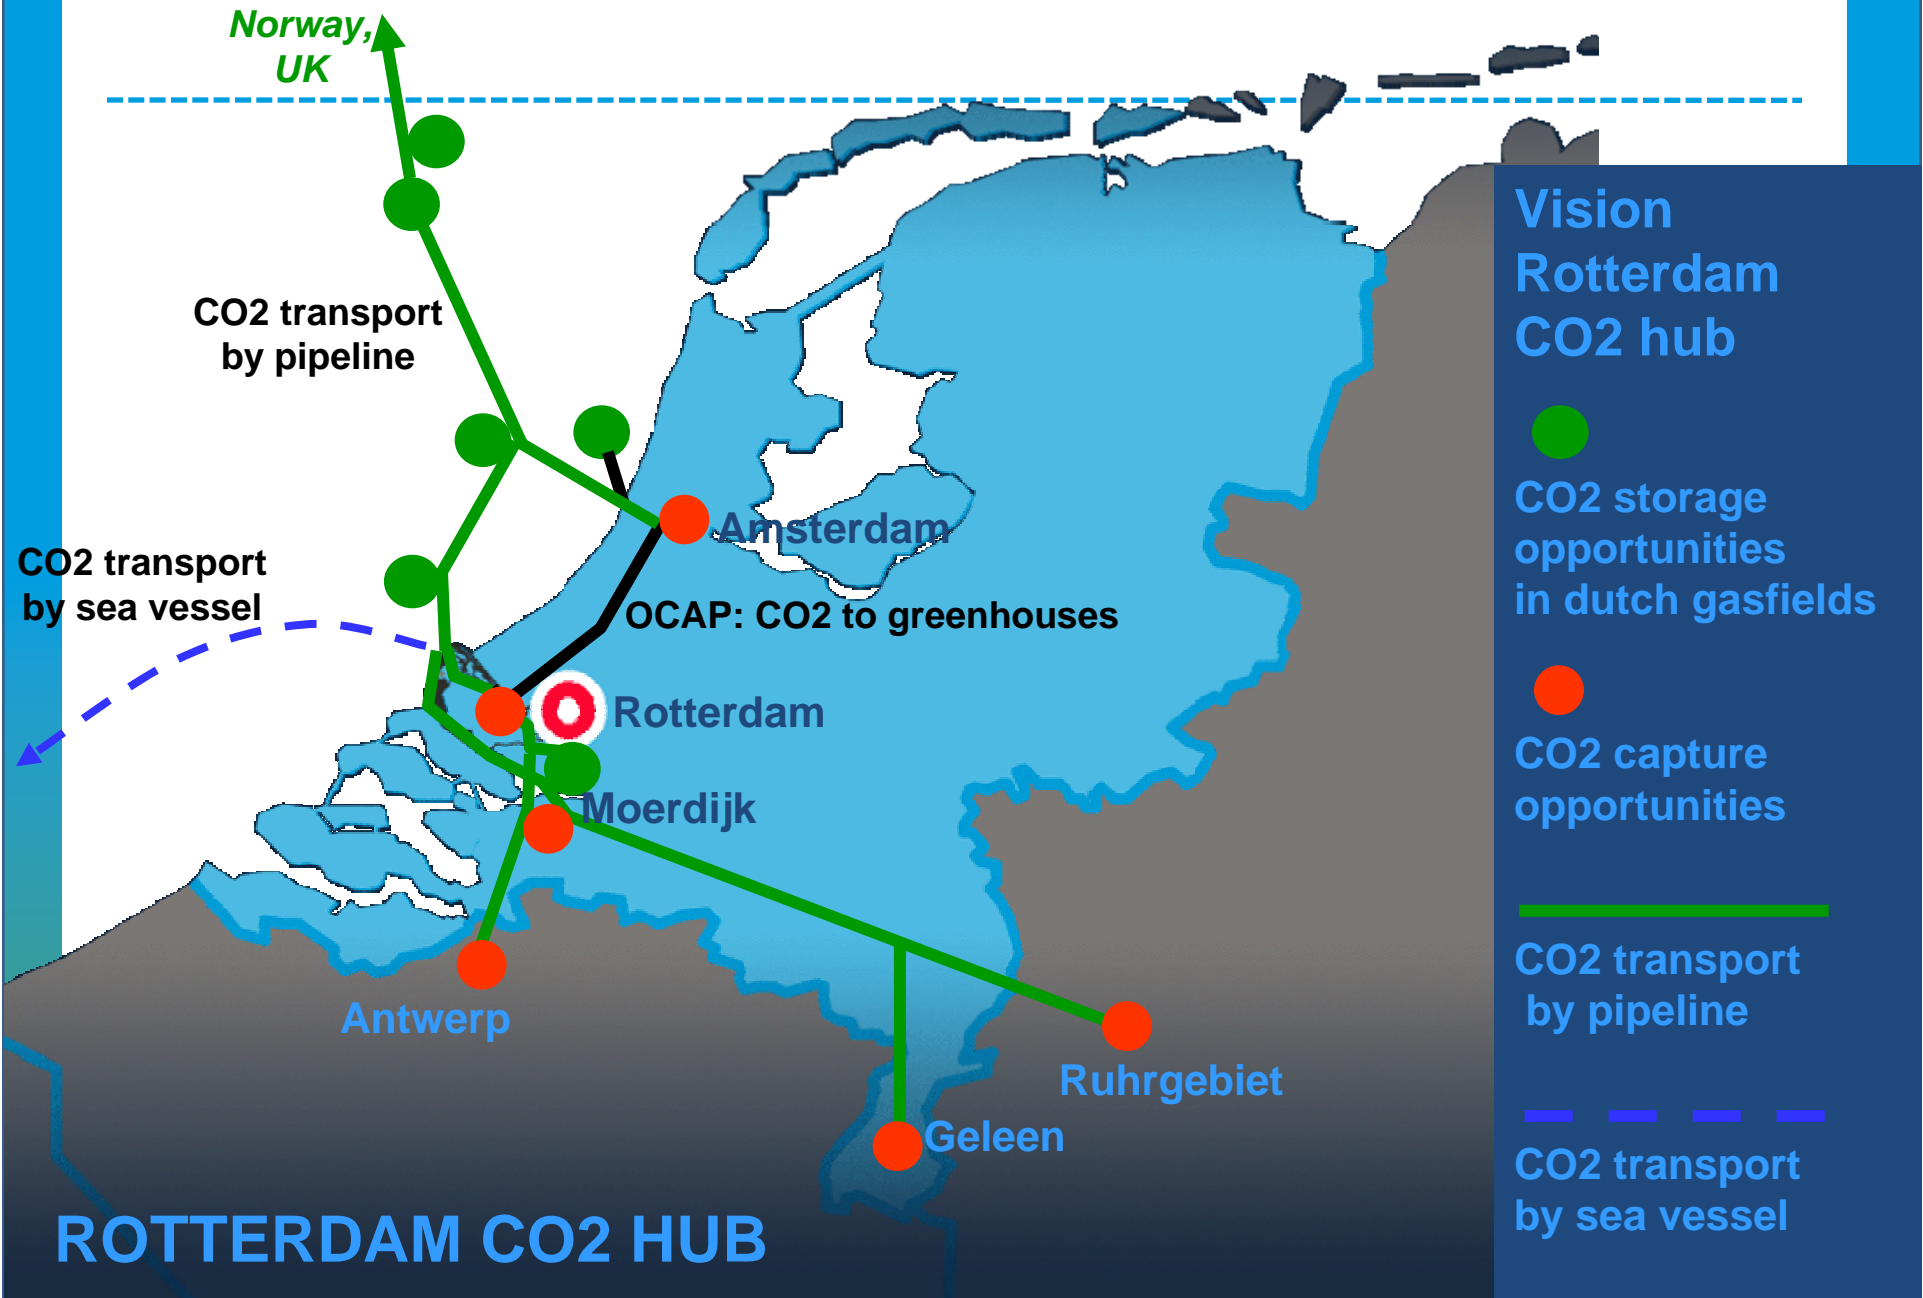 Norway,
UK
CO2 transport
by pipeline
CO2 transport
by sea vessel
Amsterdam
OCAP: CO2 to greenhouses
Rotterdam
Moerdijk
Antwerp
Ruhrgebiet
Geleen
ROTTERDAM CO2 HUB
Vision
Rotterdam
CO2 hub
CO2 storage
opportunities
in dutch gasfields
CO2 capture
opportunities
CO2 transport
by pipeline
CO2 transport
by sea vessel